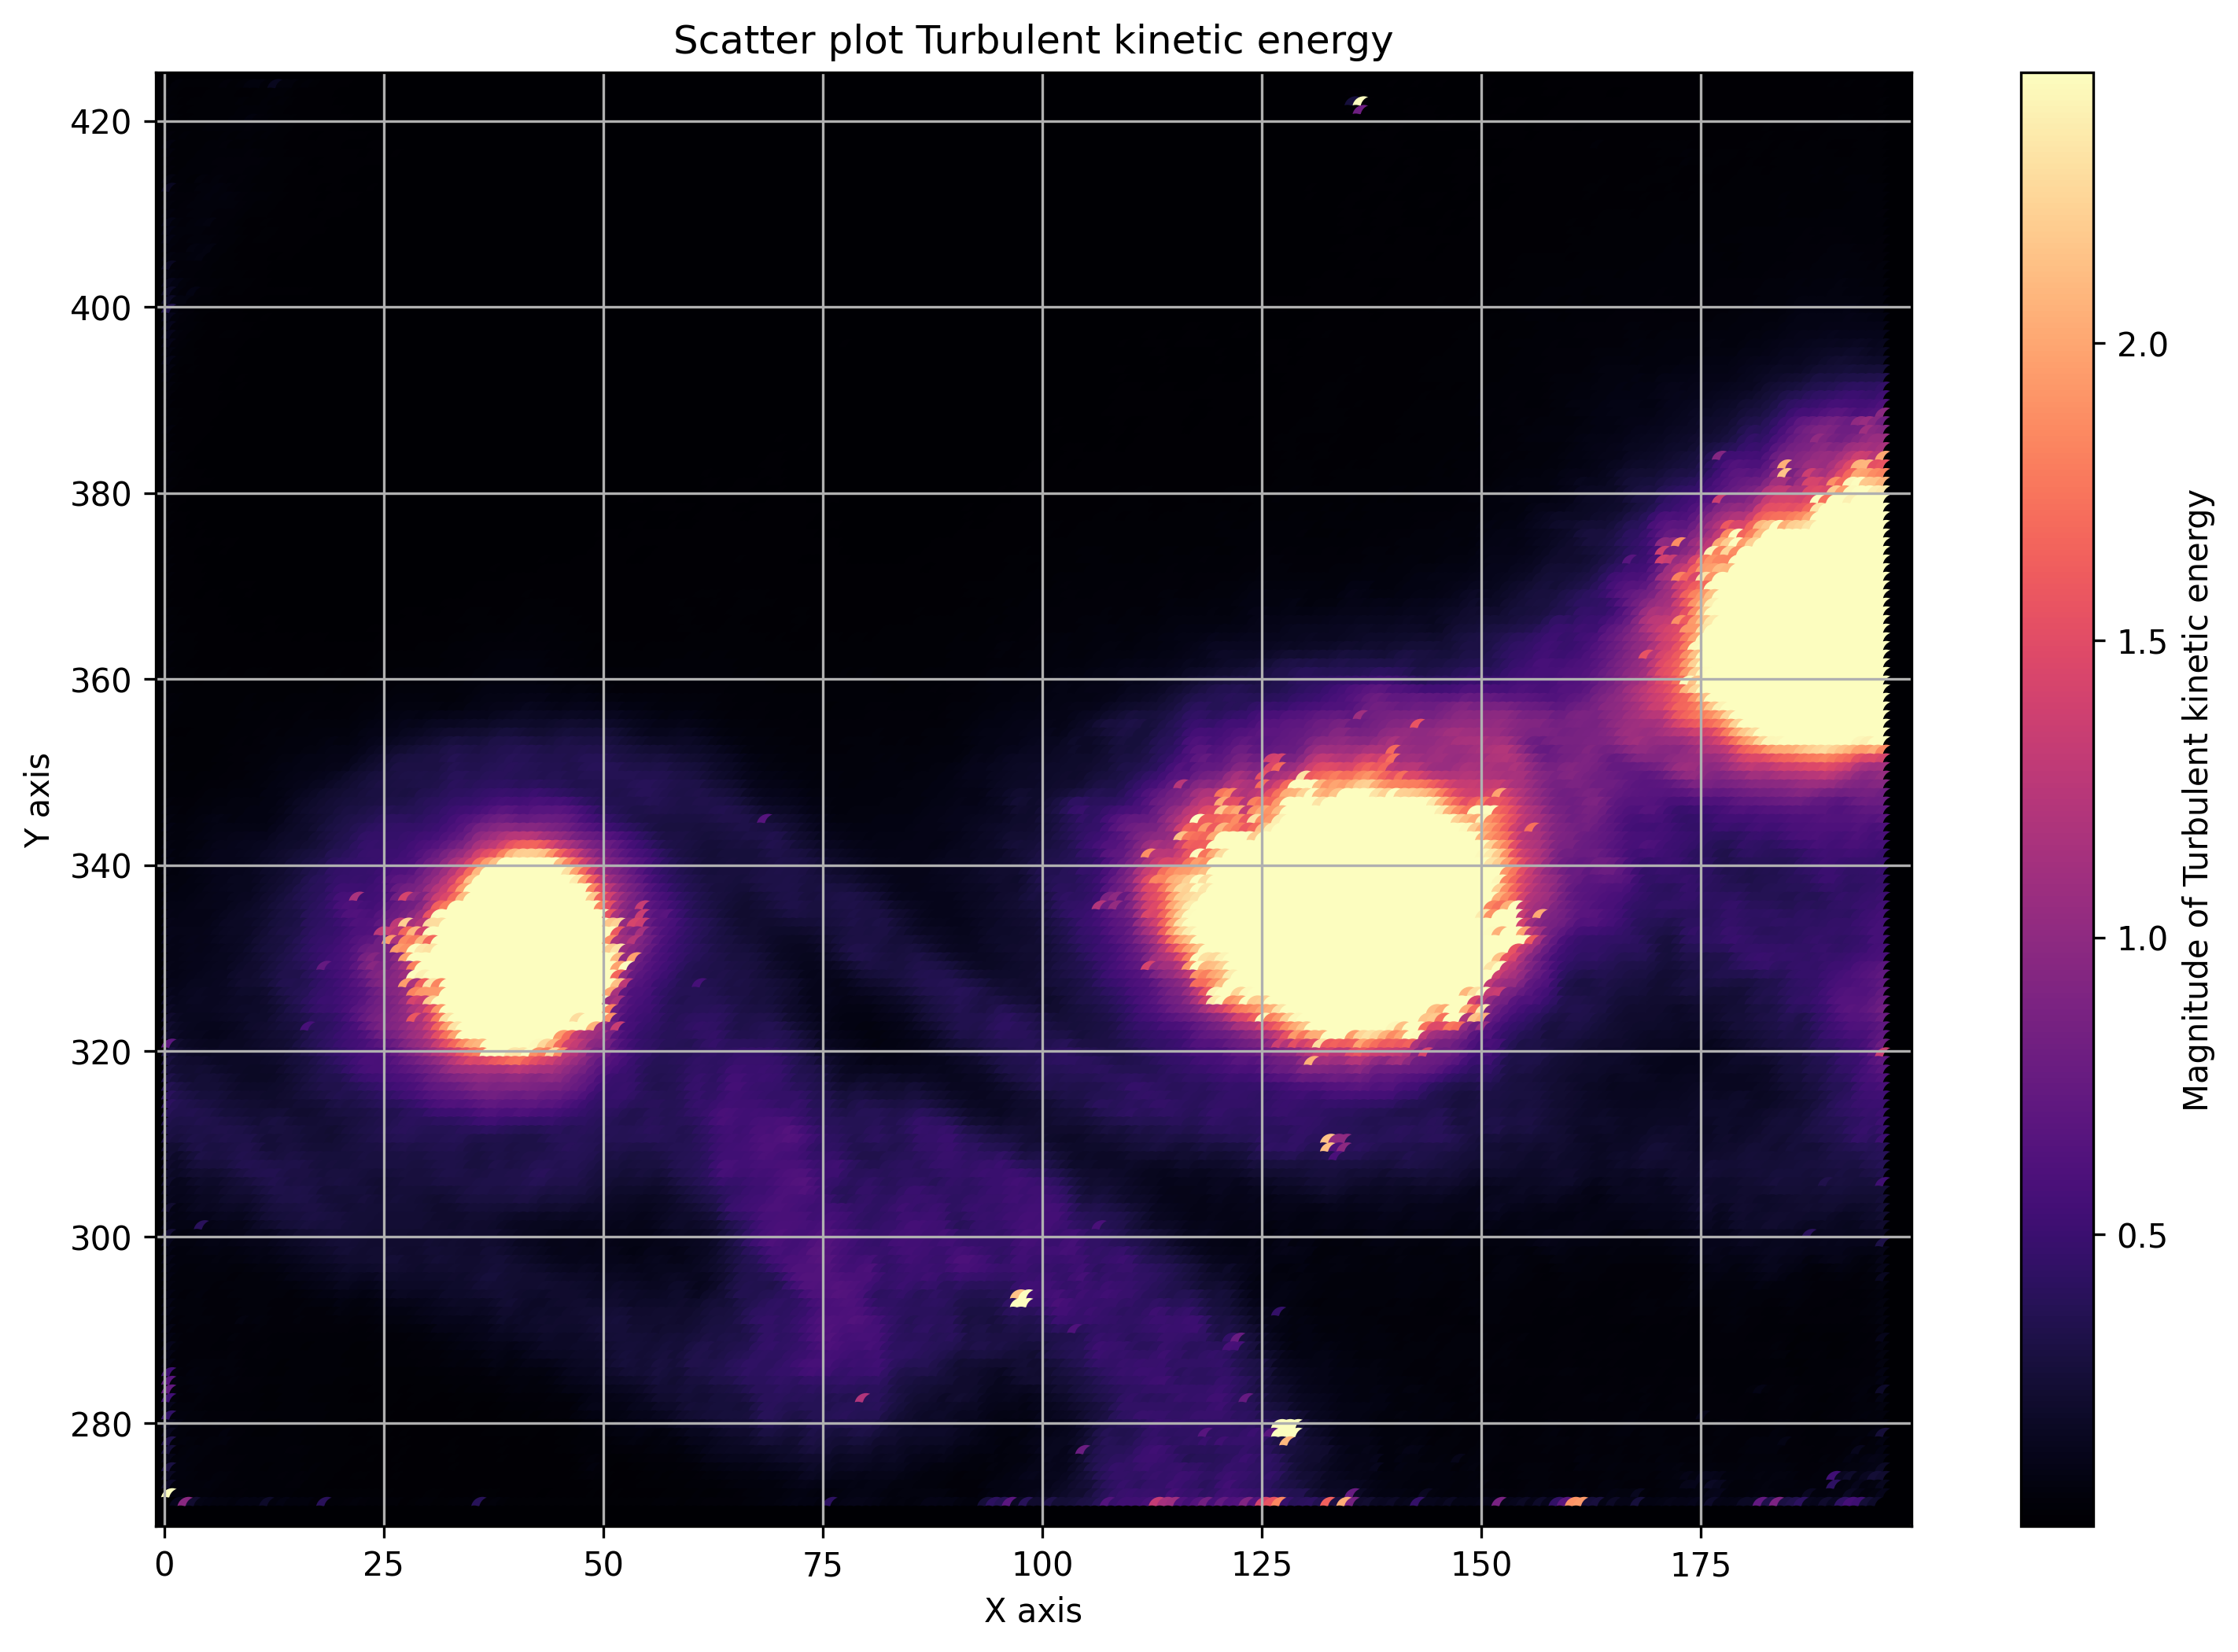 Scatter plot Turbulent kinetic energy
420
400
380
360
340
320
300
280
Y axis
0 25 50 75 100 125 150 175
X axis
2.0
1.5
1.0
0.5
Magnitude of Turbulent kinetic energy